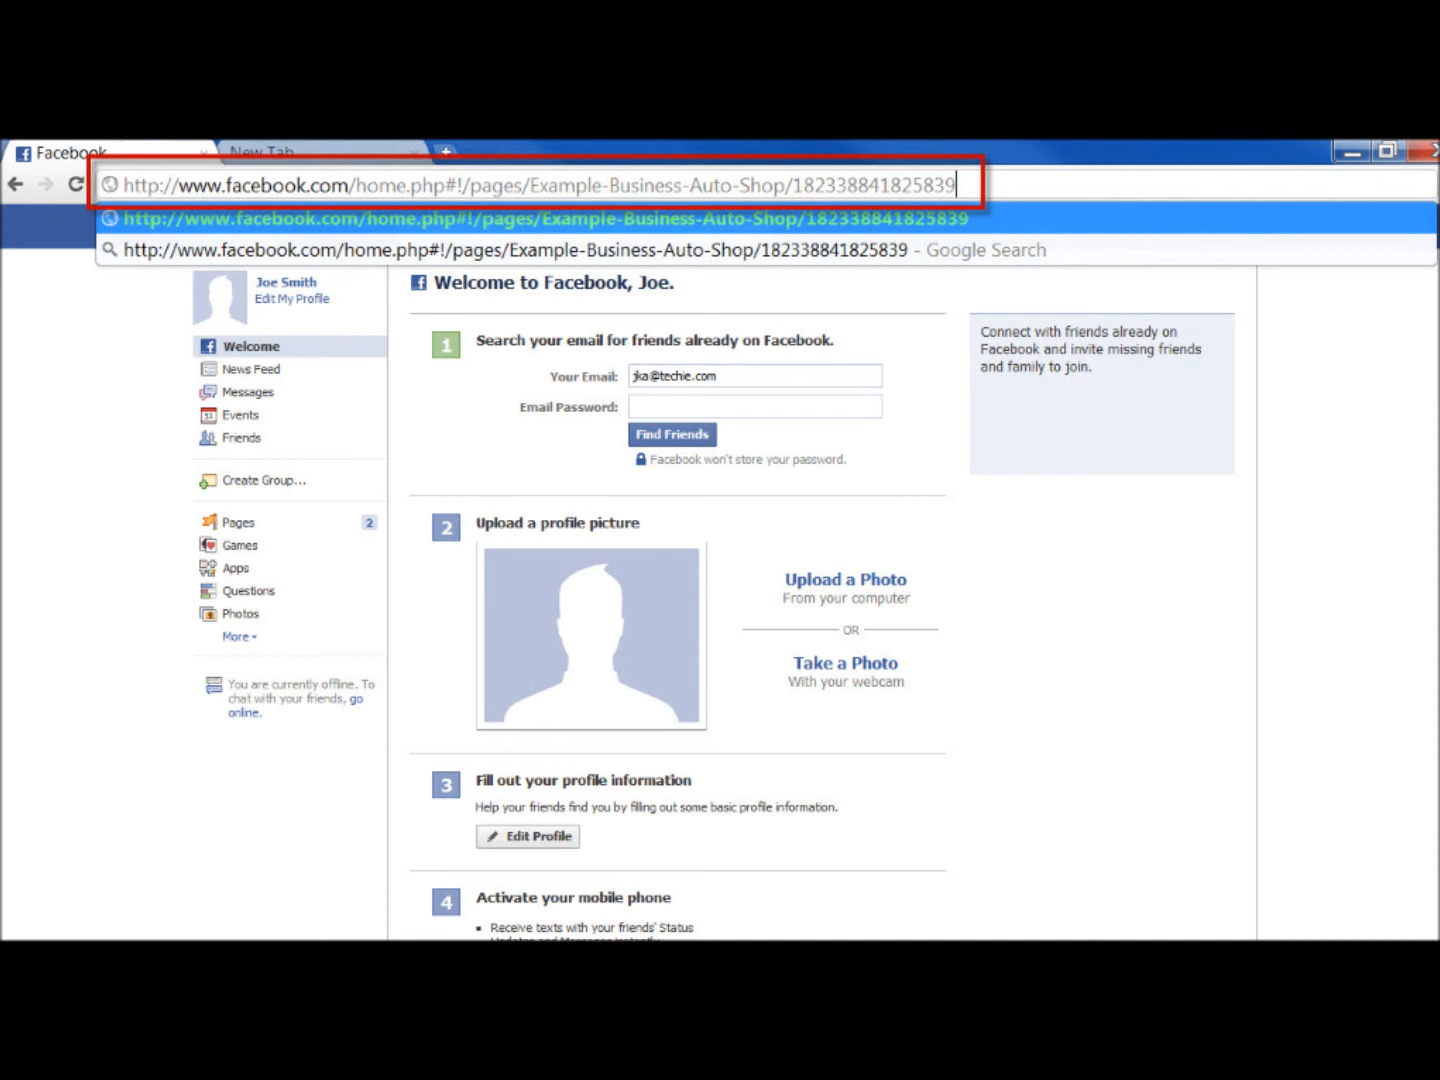 Facebook
New Tab
http://www.facebook.com/home.php#!/pages/Example-Business-Auto-Shop/182338841825839
http://www.facebook.com/home.php#!/pages/Example-Business-Auto-Shop/182338841825839
http://www.facebook.com/home.php#!/pages/Example-Business-Auto-Shop/182338841825839 - Google Search
Joe Smith
Edit My Profile
Welcome
News Feed
Messages
31 Events
Friends
Create Group...
Pages 2
Games
Apps
Questions
Photos
More
You are currently offline. To
chat with your friends, go
online.
Welcome to Facebook, Joe.
1 Search your email for friends already on Facebook.
Your Email: jka@techie.com
Email Password:
Find Friends
Facebook won't store your password.
2 Upload a profile picture
Upload a Photo
From your computer
OR
Take a Photo
With your webcam
3 Fill out your profile information
Help your friends find you by filling out some basic profile information.
Edit Profile
4 Activate your mobile phone
Receive texts with your friends' Status
Updates and Messages instantly
Connect with friends already on
Facebook and invite missing friends
and family to join.